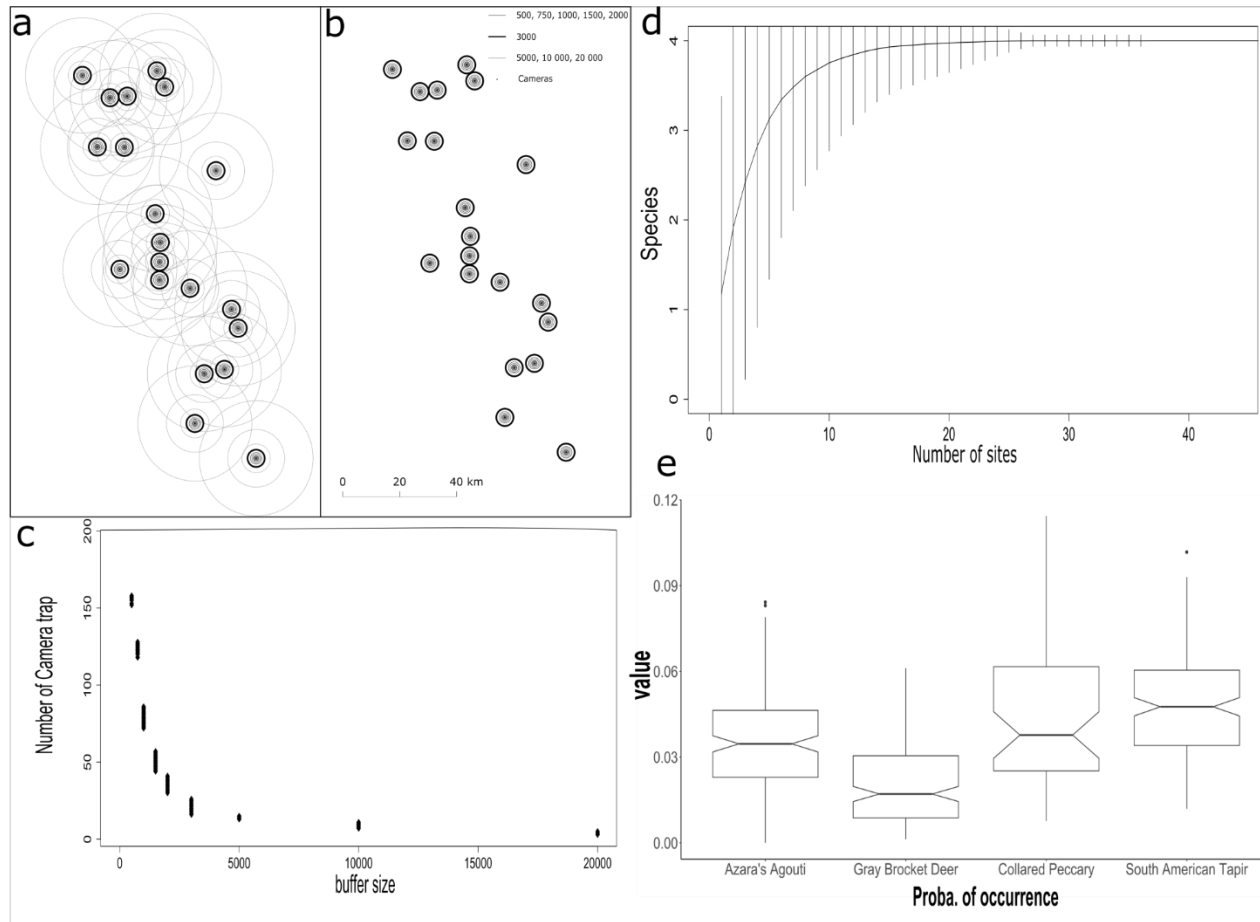 a
b
500, 750, 1000, 1500, 2000
3000
5000, 10 000, 20 000
Cameras
0 20 40 km
c
200
150
100
50
0
Number of Camera trap
0 5000 10000 15000 20000
buffer size
d
4
3
2
1
0
Species
0 10 20 30 40
Number of sites
e
0.12
0.09
0.06
0.03
0.00
value
Azara's Agouti Gray Brocket Deer Collared Peccary South American Tapir
Proba. of occurrence